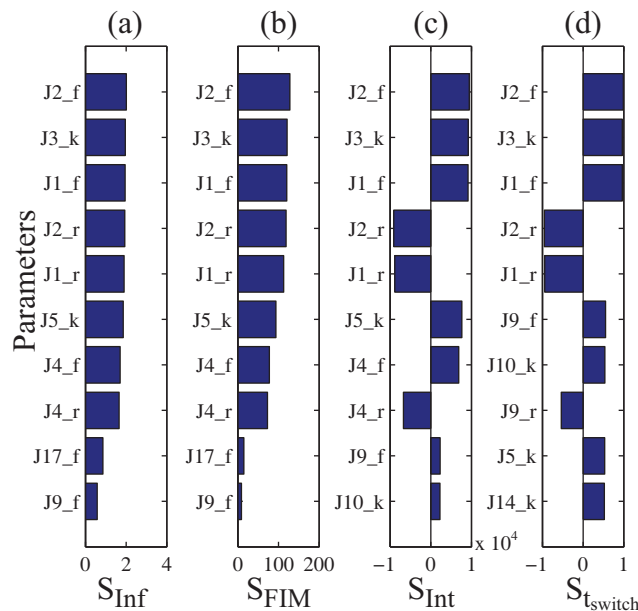 (a) (b) (c) (d)
Parameters
J2_f
J3_k
J1_f
J2_r
J1_r
J5_k
J4_f
J4_r
J17_f
J9_f
0 2 4
S_Inf
J2_f
J3_k
J1_f
J2_r
J1_r
J5_k
J4_f
J4_r
J17_f
J9_f
0 100 200
S_FIM
J2_f
J3_k
J1_f
J2_r
J1_r
J5_k
J4_f
J4_r
J9_f
J10_k
−1 0 1
x 10^4
S_Int
J2_f
J3_k
J1_f
J2_r
J1_r
J9_f
J10_k
J9_r
J5_k
J14_k
−1 0 1
S_t_switch